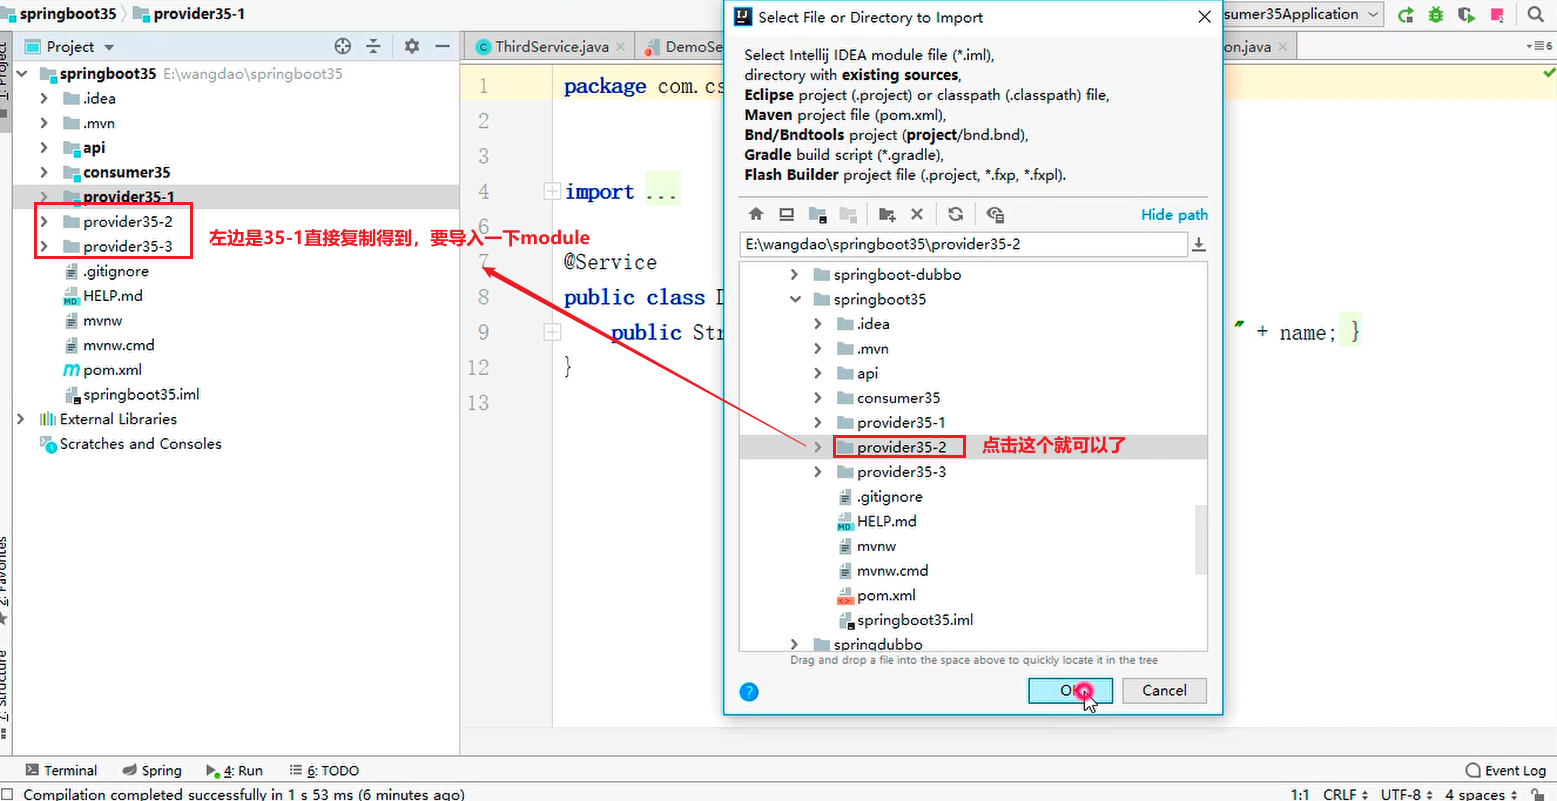 springboot35 provider35-1
sumer35Application
Project
ThirdService.java
DemoSe
on.java
6
1: Project
springboot35 E:\wangdao\springboot35
.idea
.mvn
api
consumer35
provider35-1
provider35-2
provider35-3
.gitignore
HELP.md
mvnw
mvnw.cmd
pom.xml
springboot35.iml
External Libraries
Scratches and Consoles
左边是35-1直接复制得到，要导入一下module
2: Favorites
7: Structure
1 package com.cs
2
3
4 import ...
6
7 @Service
8 public class D
9 public Str " + name; }
12 }
13
Select File or Directory to Import
Select Intellij IDEA module file (*.iml),
directory with existing sources,
Eclipse project (.project) or classpath (.classpath) file,
Maven project file (pom.xml),
Bnd/Bndtools project (project/bnd.bnd),
Gradle build script (*.gradle),
Flash Builder project file (.project, *.fxp, *.fxpl).
Hide path
E:\wangdao\springboot35\provider35-2
springboot-dubbo
springboot35
.idea
.mvn
api
consumer35
provider35-1
provider35-2 点击这个就可以了
provider35-3
.gitignore
HELP.md
mvnw
mvnw.cmd
pom.xml
springboot35.iml
springdubbo
Drag and drop a file into the space above to quickly locate it in the tree
? OK Cancel
Terminal Spring 4: Run 6: TODO Event Log
Compilation completed successfully in 1 s 53 ms (6 minutes ago) 1:1 CRLF UTF-8 4 spaces